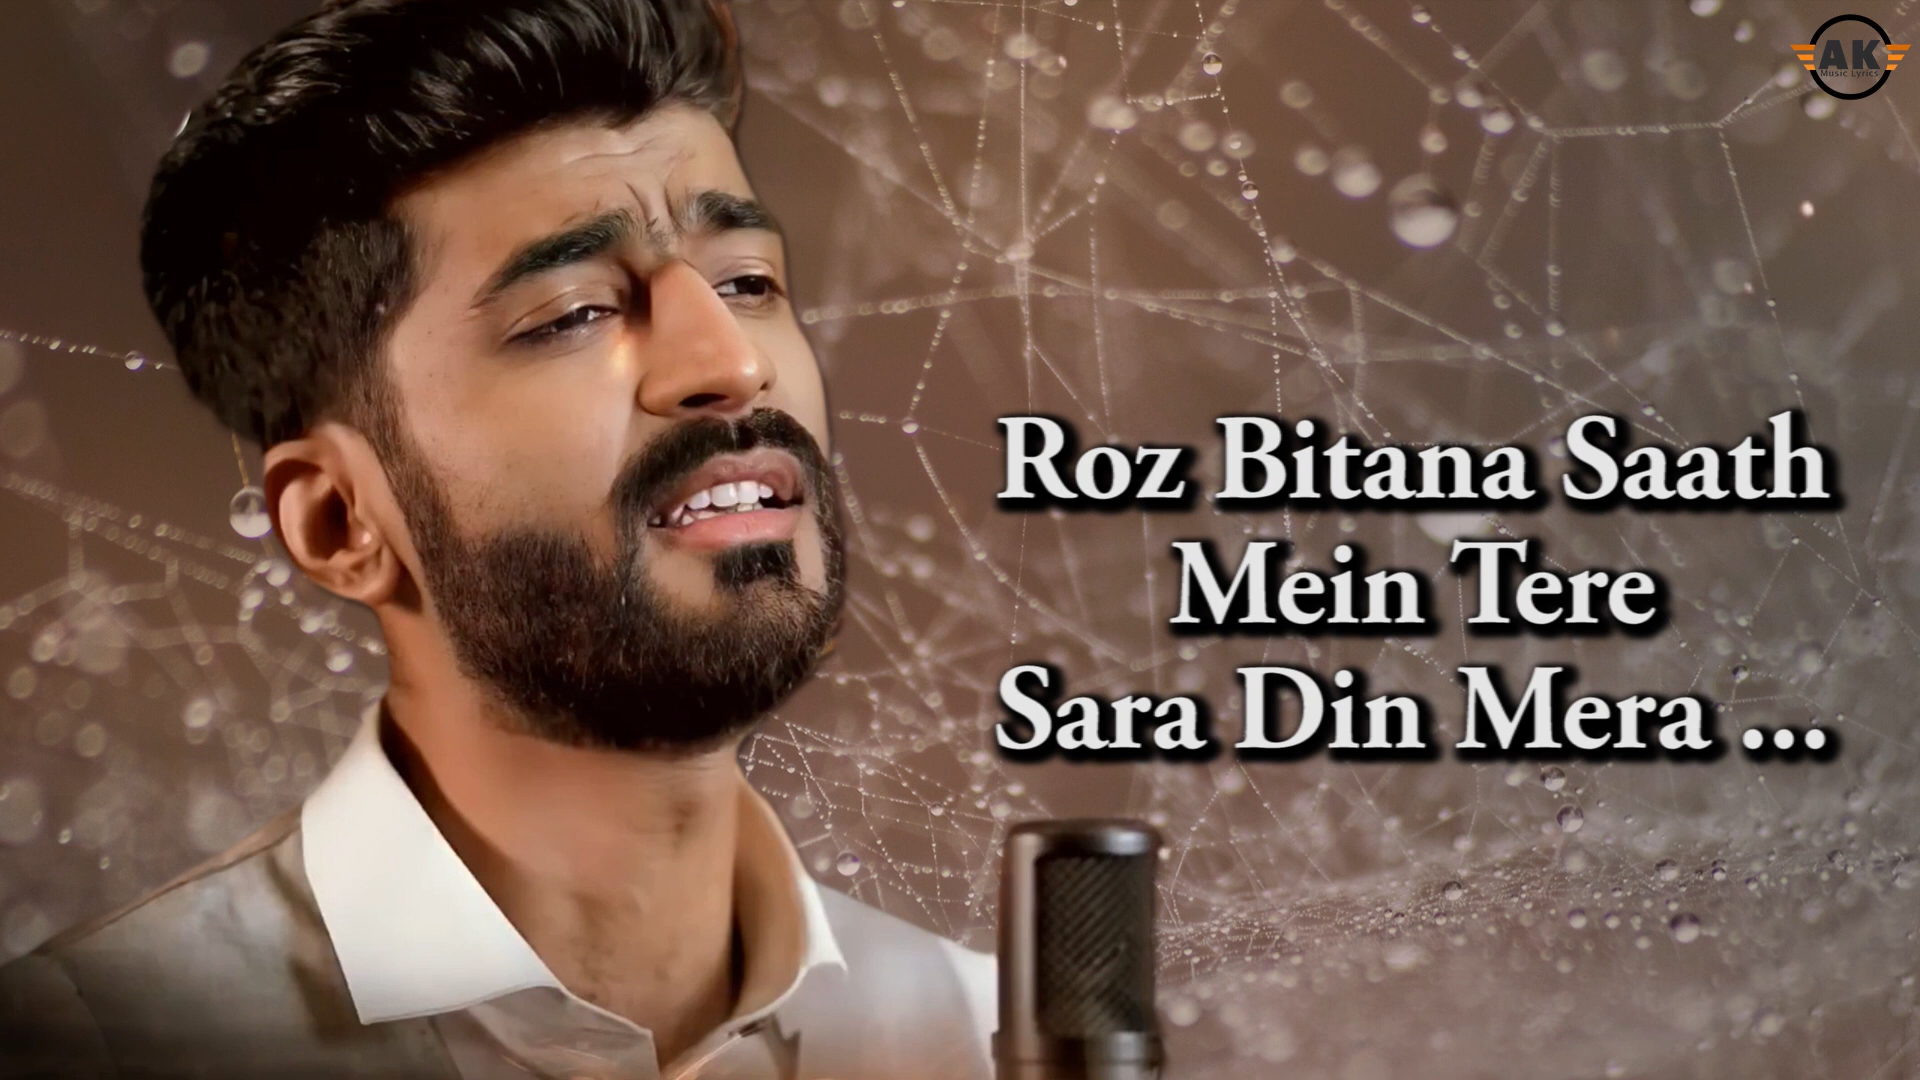 AK
Music Lyrics
Roz Bitana Saath
Mein Tere
Sara Din Mera ...